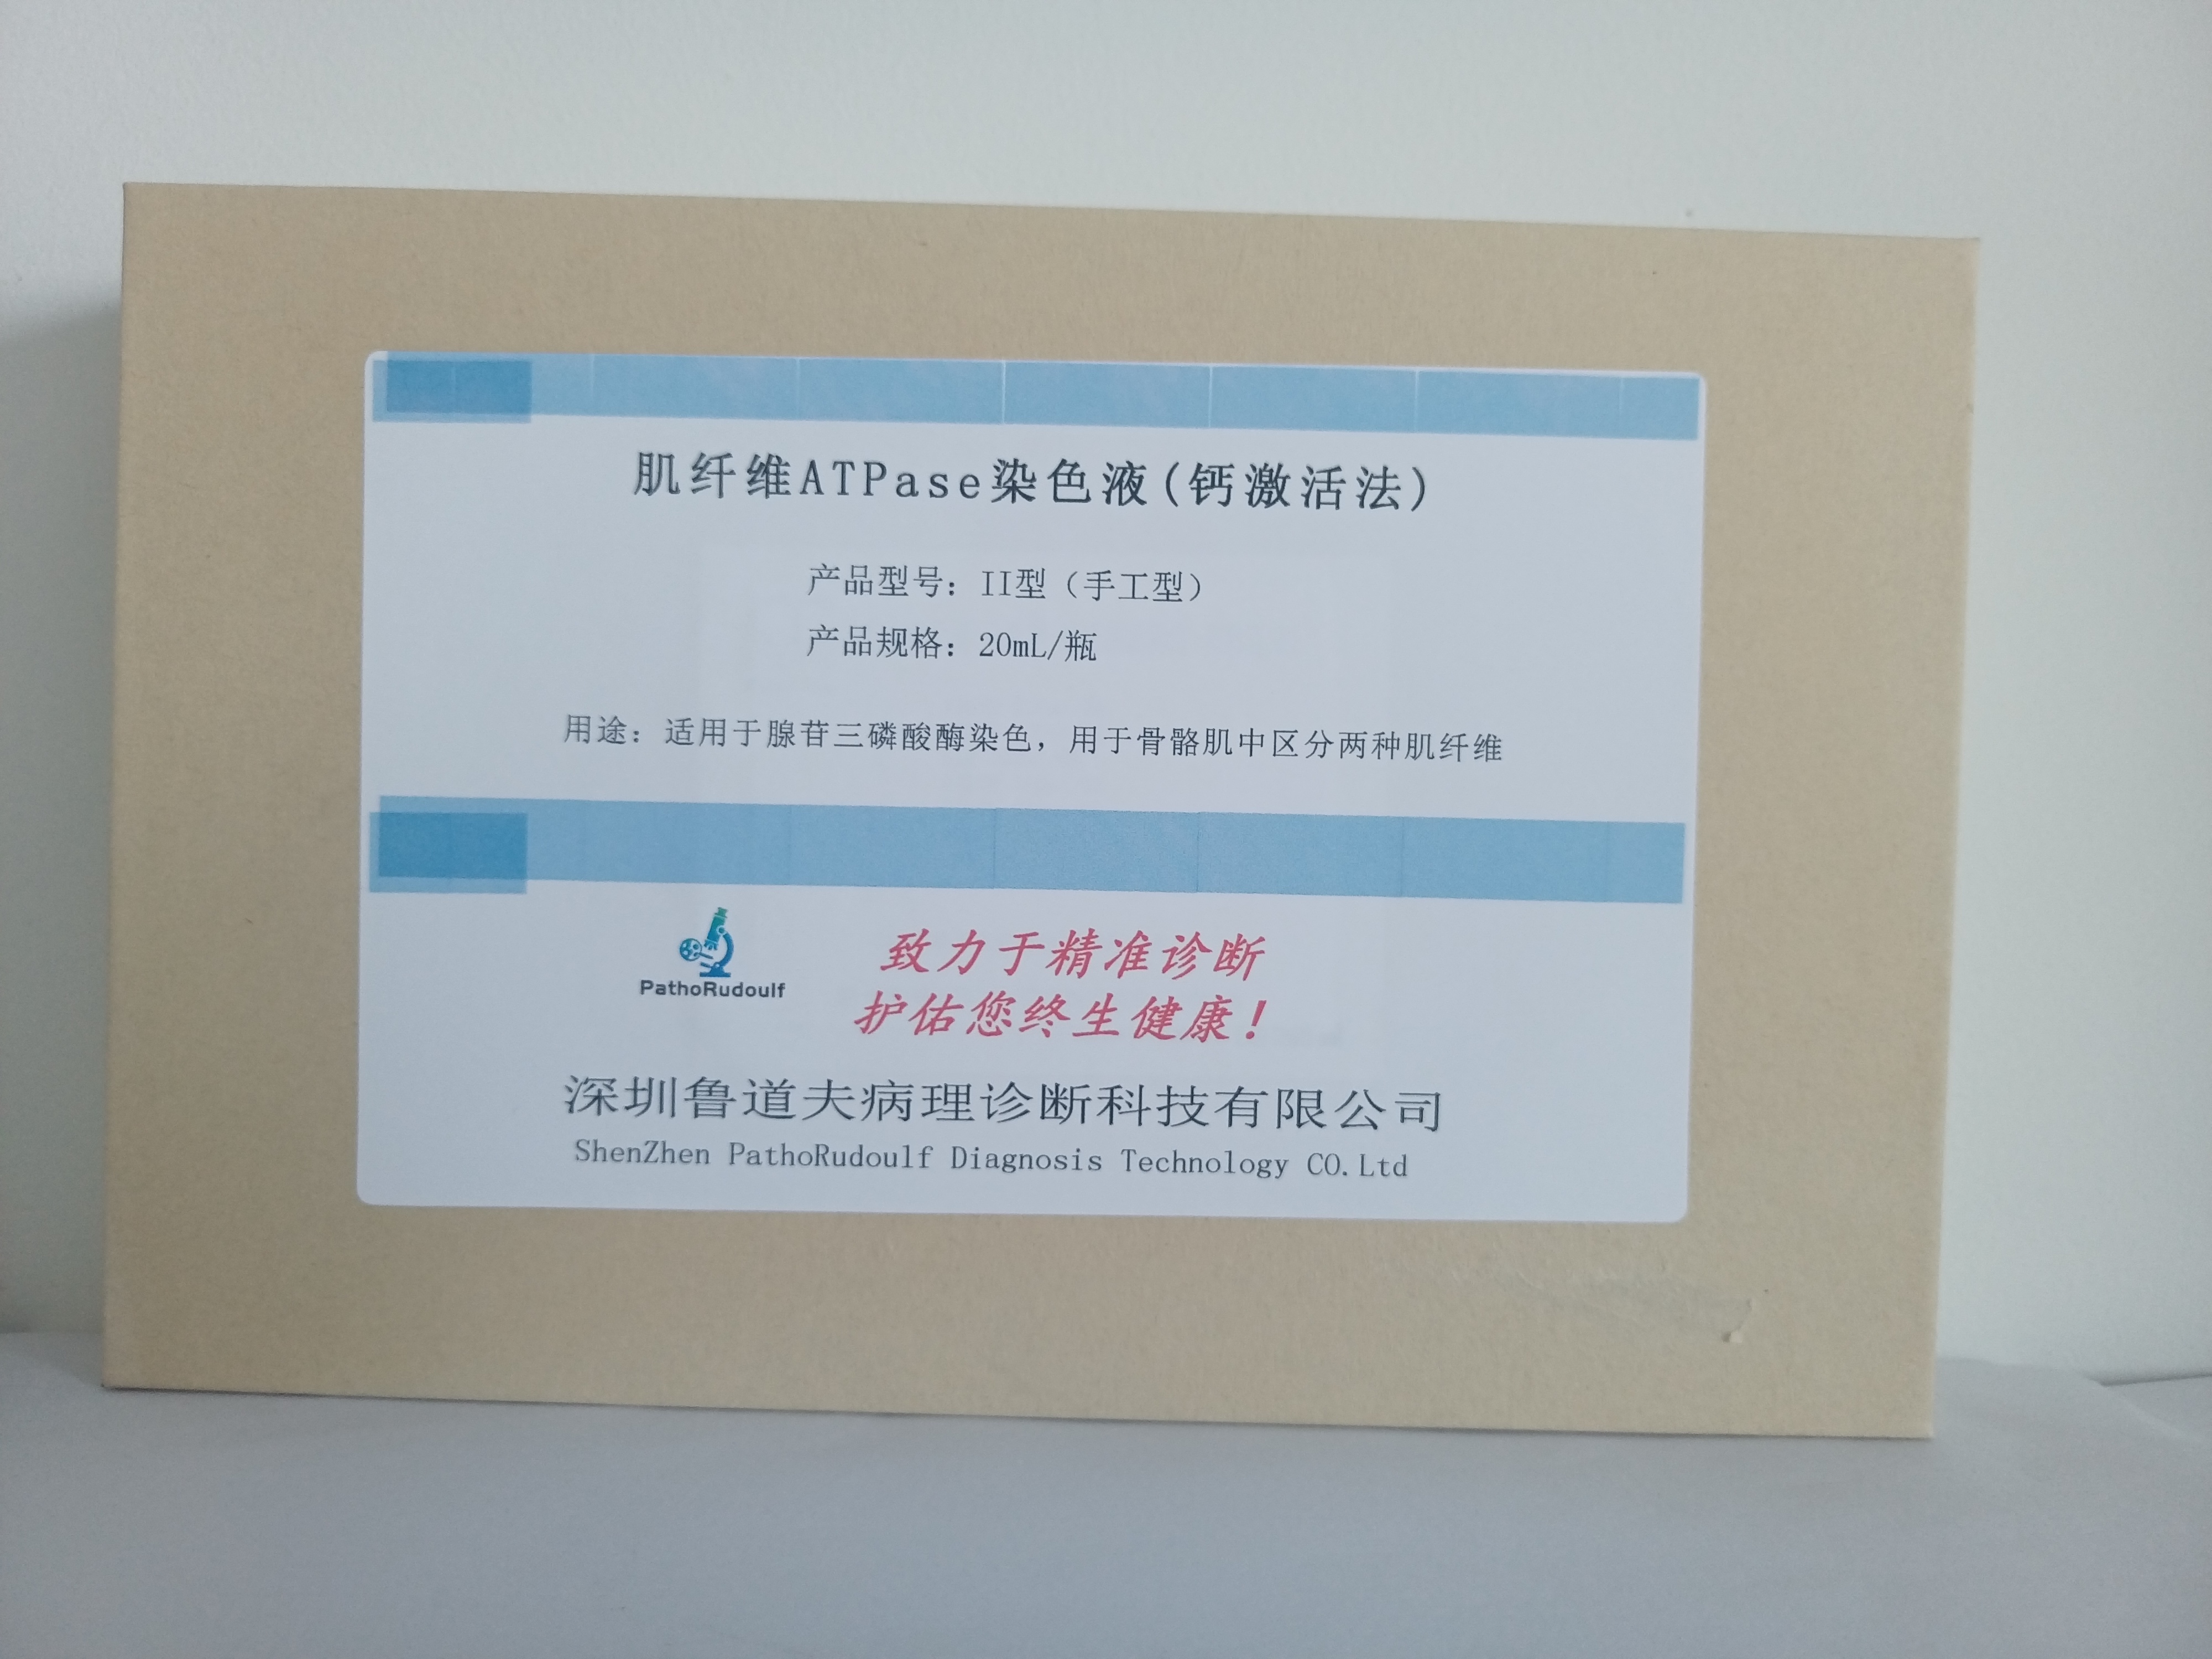 肌纤维ATPase染色液(钙激活法)
产品型号：II型（手工型）
产品规格：20mL/瓶
用途：适用于腺苷三磷酸酶染色，用于骨骼肌中区分两种肌纤维
PathoRudoulf
致力于精准诊断
护佑您终生健康！
深圳鲁道夫病理诊断科技有限公司
ShenZhen PathoRudoulf Diagnosis Technology CO.Ltd